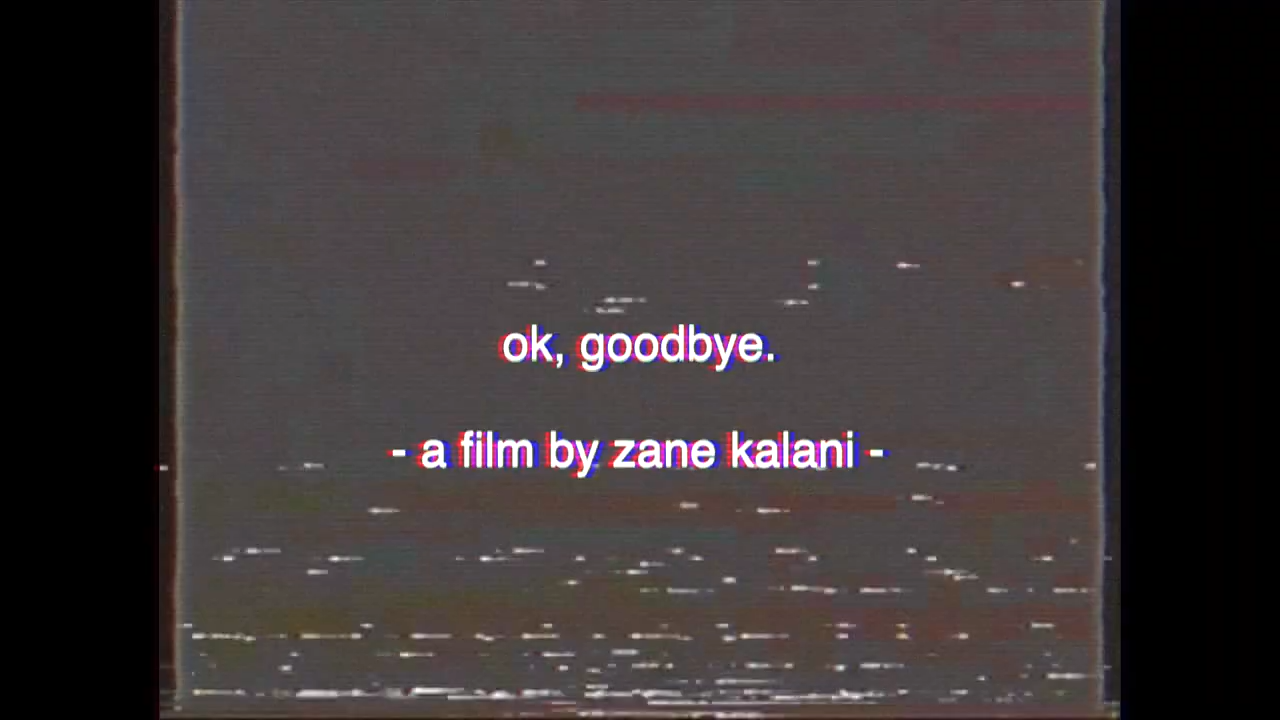 ok, goodbye.
- a film by zane kalani -